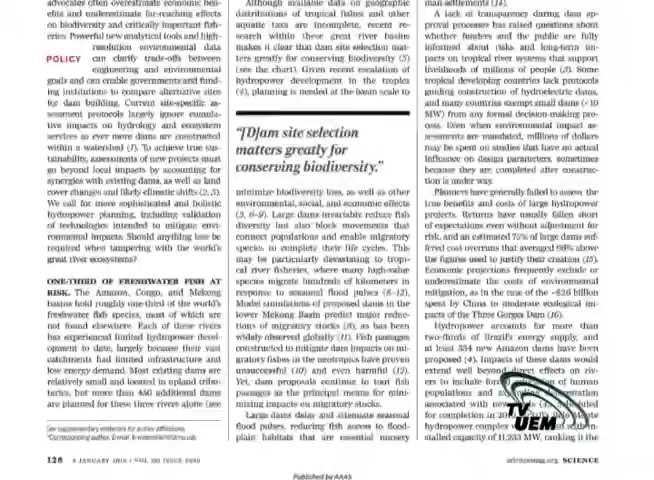 advocates often overestimate economic ben-
efits and underestimate far-reaching effects
on biodiversity and critically important fish-
eries. Powerful new analytical tools and high-
resolution environmental data
POLICY can clarify trade-offs between
engineering and environmental
goals and can enable governments and fund-
ing institutions to compare alternative sites
for dam building. Current site-specific as-
sessment protocols largely ignore cumula-
tive impacts on hydrology and ecosystem
services as ever more dams are constructed
within a watershed (1). To achieve true sus-
tainability, assessments of new projects must
go beyond local impacts by accounting for
synergies with existing dams, as well as land
cover changes and likely climatic shifts (2, 3).
We call for more sophisticated and holistic
hydropower planning, including validation
of technologies intended to mitigate envi-
ronmental impacts. Should anything less be
required when tampering with the world's
great river ecosystems?
ONE-THIRD OF FRESHWATER FISH AT
RISK. The Amazon, Congo, and Mekong
basins hold roughly one-third of the world's
freshwater fish species, most of which are
not found elsewhere. Each of these rivers
has experienced limited hydropower devel-
opment to date, largely because their vast
catchments had limited infrastructure and
low energy demand. Most existing dams are
relatively small and located in upland tribu-
taries, but more than 450 additional dams
are planned for these three rivers alone (see
See supplementary materials for author affiliations.
*Corresponding author. E-mail:
128 8 JANUARY 2016 • VOL 351 ISSUE 6269
Although available data on geographic
distributions of tropical fishes and other
aquatic taxa are incomplete, recent re-
search within these great river basins
makes it clear that dam site selection mat-
ters greatly for conserving biodiversity (5)
(see the chart). Given recent escalation of
hydropower development in the tropics
(4), planning is needed at the basin scale to
"[D]am site selection
matters greatly for
conserving biodiversity."
minimize biodiversity loss, as well as other
environmental, social, and economic effects
(3, 6–9). Large dams invariably reduce fish
diversity but also block movements that
connect populations and enable migratory
species to complete their life cycles. This
may be particularly devastating to tropi-
cal river fisheries, where many high-value
species migrate hundreds of kilometers in
response to seasonal flood pulses (8–12).
Model simulations of proposed dams in the
lower Mekong Basin predict major reduc-
tions of migratory stocks (8), as has been
widely observed globally (11). Fish passages
constructed to mitigate dam impacts on mi-
gratory fishes in the neotropics have proven
unsuccessful (10) and even harmful (12).
Yet, dam proposals continue to tout fish
passages as the principal means for mini-
mizing impacts on migratory stocks.
Large dams delay and attenuate seasonal
flood pulses, reducing fish access to flood-
plain habitats that are essential nursery
man settlements (14).
A lack of transparency during dam ap-
proval processes has raised questions about
whether funders and the public are fully
informed about risks and long-term im-
pacts on tropical river systems that support
livelihoods of millions of people (3). Some
tropical developing countries lack protocols
guiding construction of hydroelectric dams,
and many countries exempt small dams (<10
MW) from any formal decision-making pro-
cess. Even when environmental impact as-
sessments are mandated, millions of dollars
may be spent on studies that have no actual
influence on design parameters, sometimes
because they are completed after construc-
tion is under way.
Planners have generally failed to assess the
true benefits and costs of large hydropower
projects. Returns have usually fallen short
of expectations even without adjustment for
risk, and an estimated 75% of large dams suf-
fered cost overruns that averaged 96% above
the figures used to justify their creation (15).
Economic projections frequently exclude or
underestimate the costs of environmental
mitigation, as in the case of the ~$26 billion
spent by China to moderate ecological im-
pacts of the Three Gorges Dam (16).
Hydropower accounts for more than
two-thirds of Brazil's energy supply, and
at least 334 new Amazon dams have been
proposed (4). Impacts of these dams would
extend well beyond direct effects on riv-
ers to include of human
populations and
associated with new
for completion in
hydropower complex
stalled capacity of 11,233 MW, ranking it the
TV
UEM
sciencemag.org SCIENCE
Published by AAAS